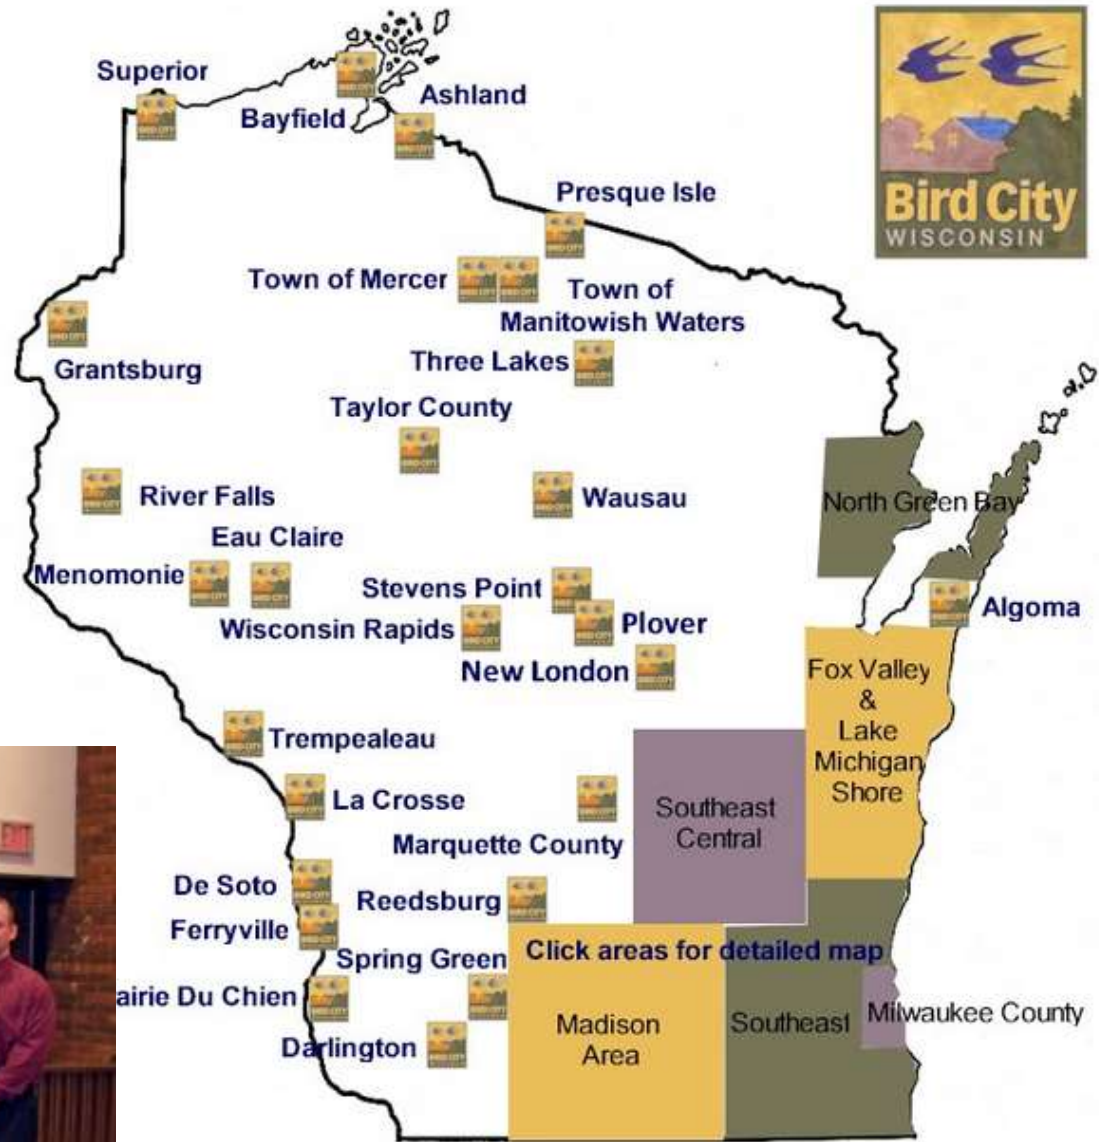 Superior
Bayfield
Ashland
Bird City
WISCONSIN
Presque Isle
Town of Mercer
Town of
Manitowish Waters
Grantsburg
Three Lakes
Taylor County
River Falls
Wausau
North Green Bay
Eau Claire
Menomonie
Stevens Point
Algoma
Wisconsin Rapids
Plover
New London
Fox Valley
&
Lake
Michigan
Shore
Trempealeau
La Crosse
Southeast
Central
Marquette County
De Soto
Reedsburg
Ferryville
Click areas for detailed map
Spring Green
airie Du Chien
Madison
Area
Southeast
Milwaukee County
Darlington